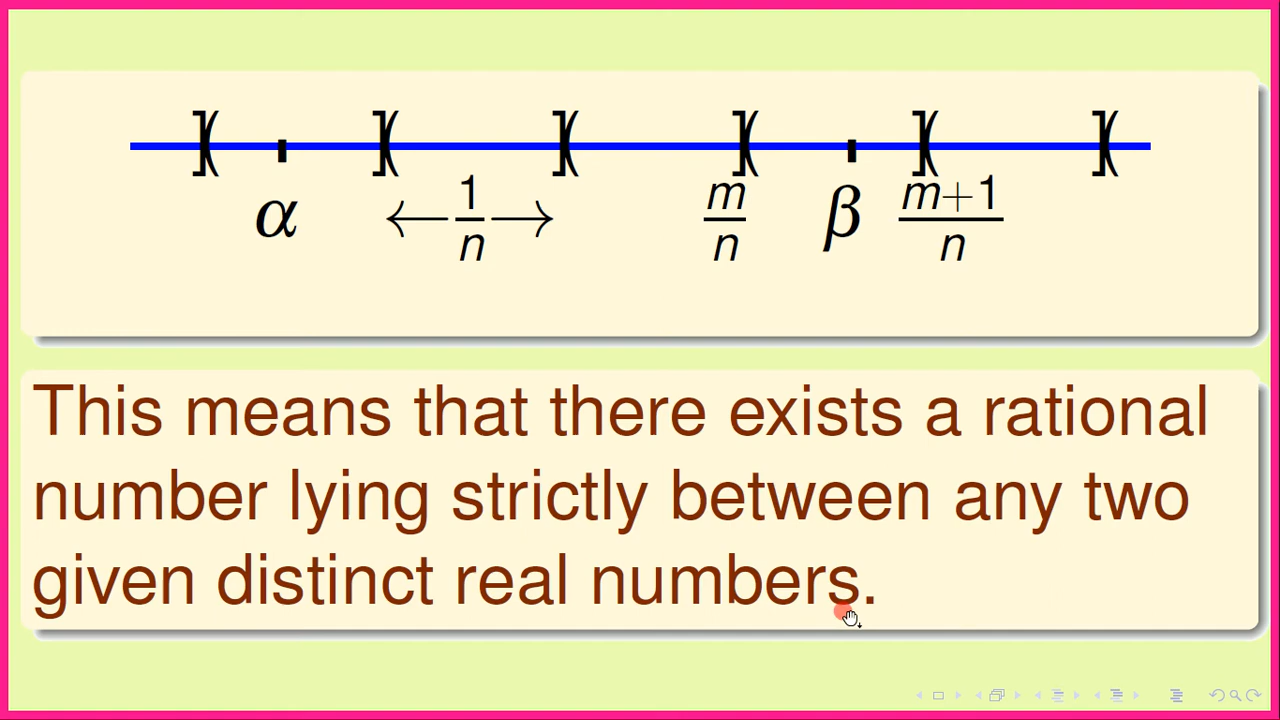 ](  ](  ](  ](  ](  ](
α ←1/n→ m/n β m+1/n
This means that there exists a rational
number lying strictly between any two
given distinct real numbers.